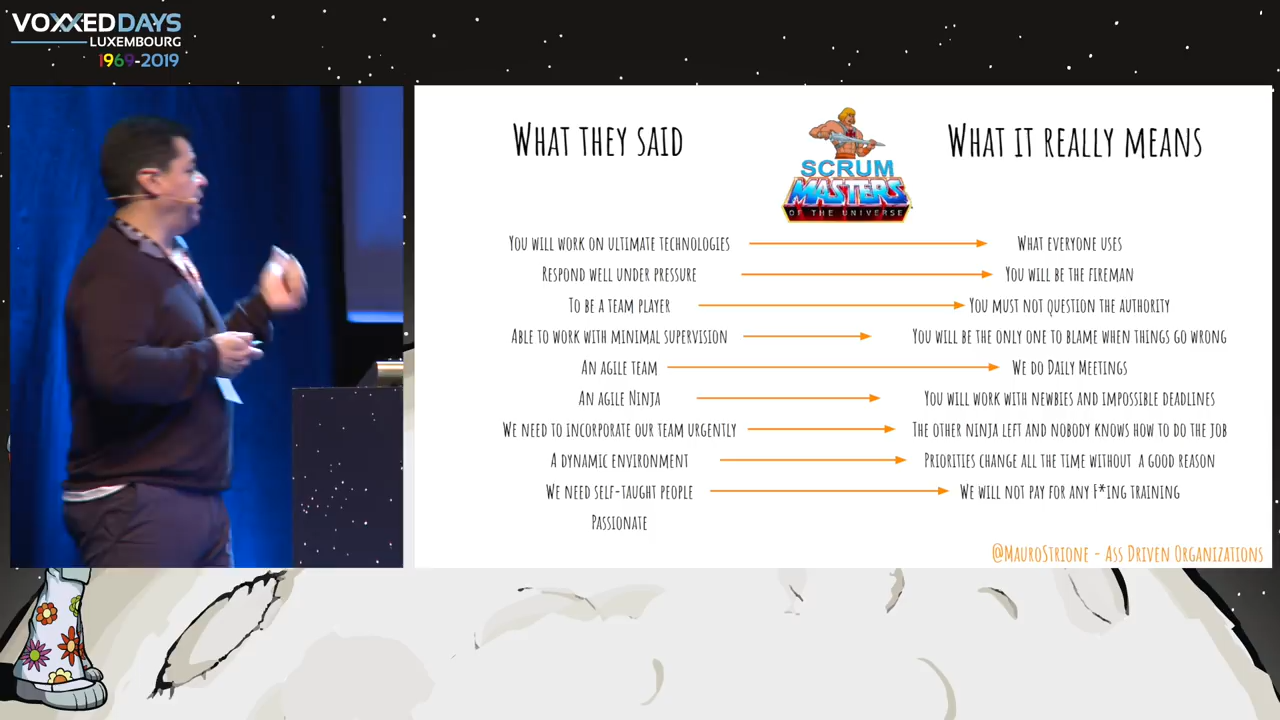 VOXXEDDAYS
LUXEMBOURG
1969-2019
What they said
SCRUM
MASTERS
OF THE UNIVERSE
What it really means
You will work on ultimate technologies
What everyone uses
Respond well under pressure
You will be the fireman
To be a team player
You must not question the authority
Able to work with minimal supervision
You will be the only one to blame when things go wrong
An agile team
We do Daily Meetings
An agile Ninja
You will work with newbies and impossible deadlines
We need to incorporate our team urgently
The other ninja left and nobody knows how to do the job
A dynamic environment
Priorities change all the time without a good reason
We need self-taught people
We will not pay for any f*ing training
Passionate
@MauroStrione - Ass Driven Organizations